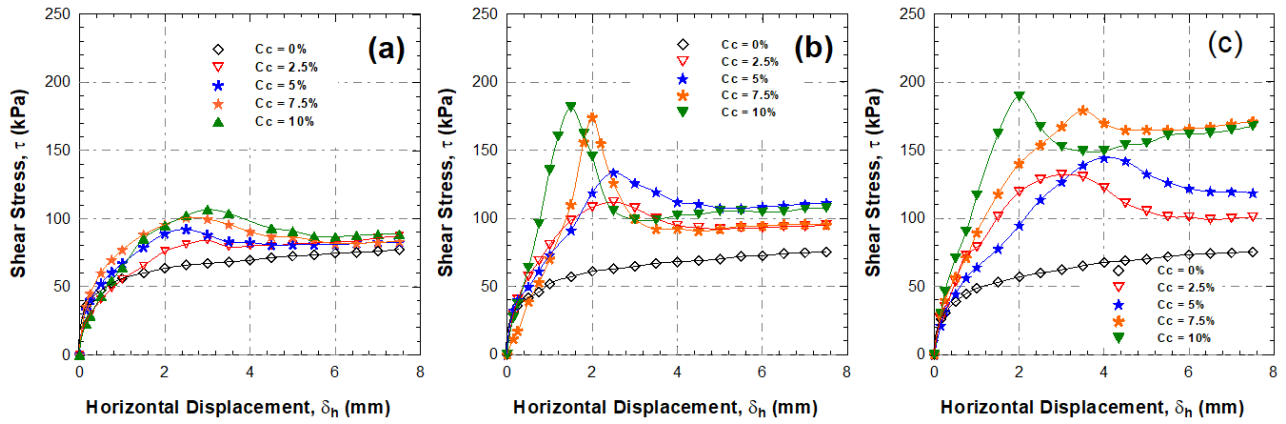 250
200
150
100
50
0
Shear Stress, τ (kPa)
(a)
Cc = 0%
Cc = 2.5%
Cc = 5%
Cc = 7.5%
Cc = 10%
0 2 4 6 8
Horizontal Displacement, δh (mm)
250
200
150
100
50
0
Shear Stress, τ (kPa)
(b)
Cc = 0%
Cc = 2.5%
Cc = 5%
Cc = 7.5%
Cc = 10%
0 2 4 6 8
Horizontal Displacement, δh (mm)
250
200
150
100
50
0
Shear Stress, τ (kPa)
(c)
Cc = 0%
Cc = 2.5%
Cc = 5%
Cc = 7.5%
Cc = 10%
0 2 4 6 8
Horizontal Displacement, δh (mm)